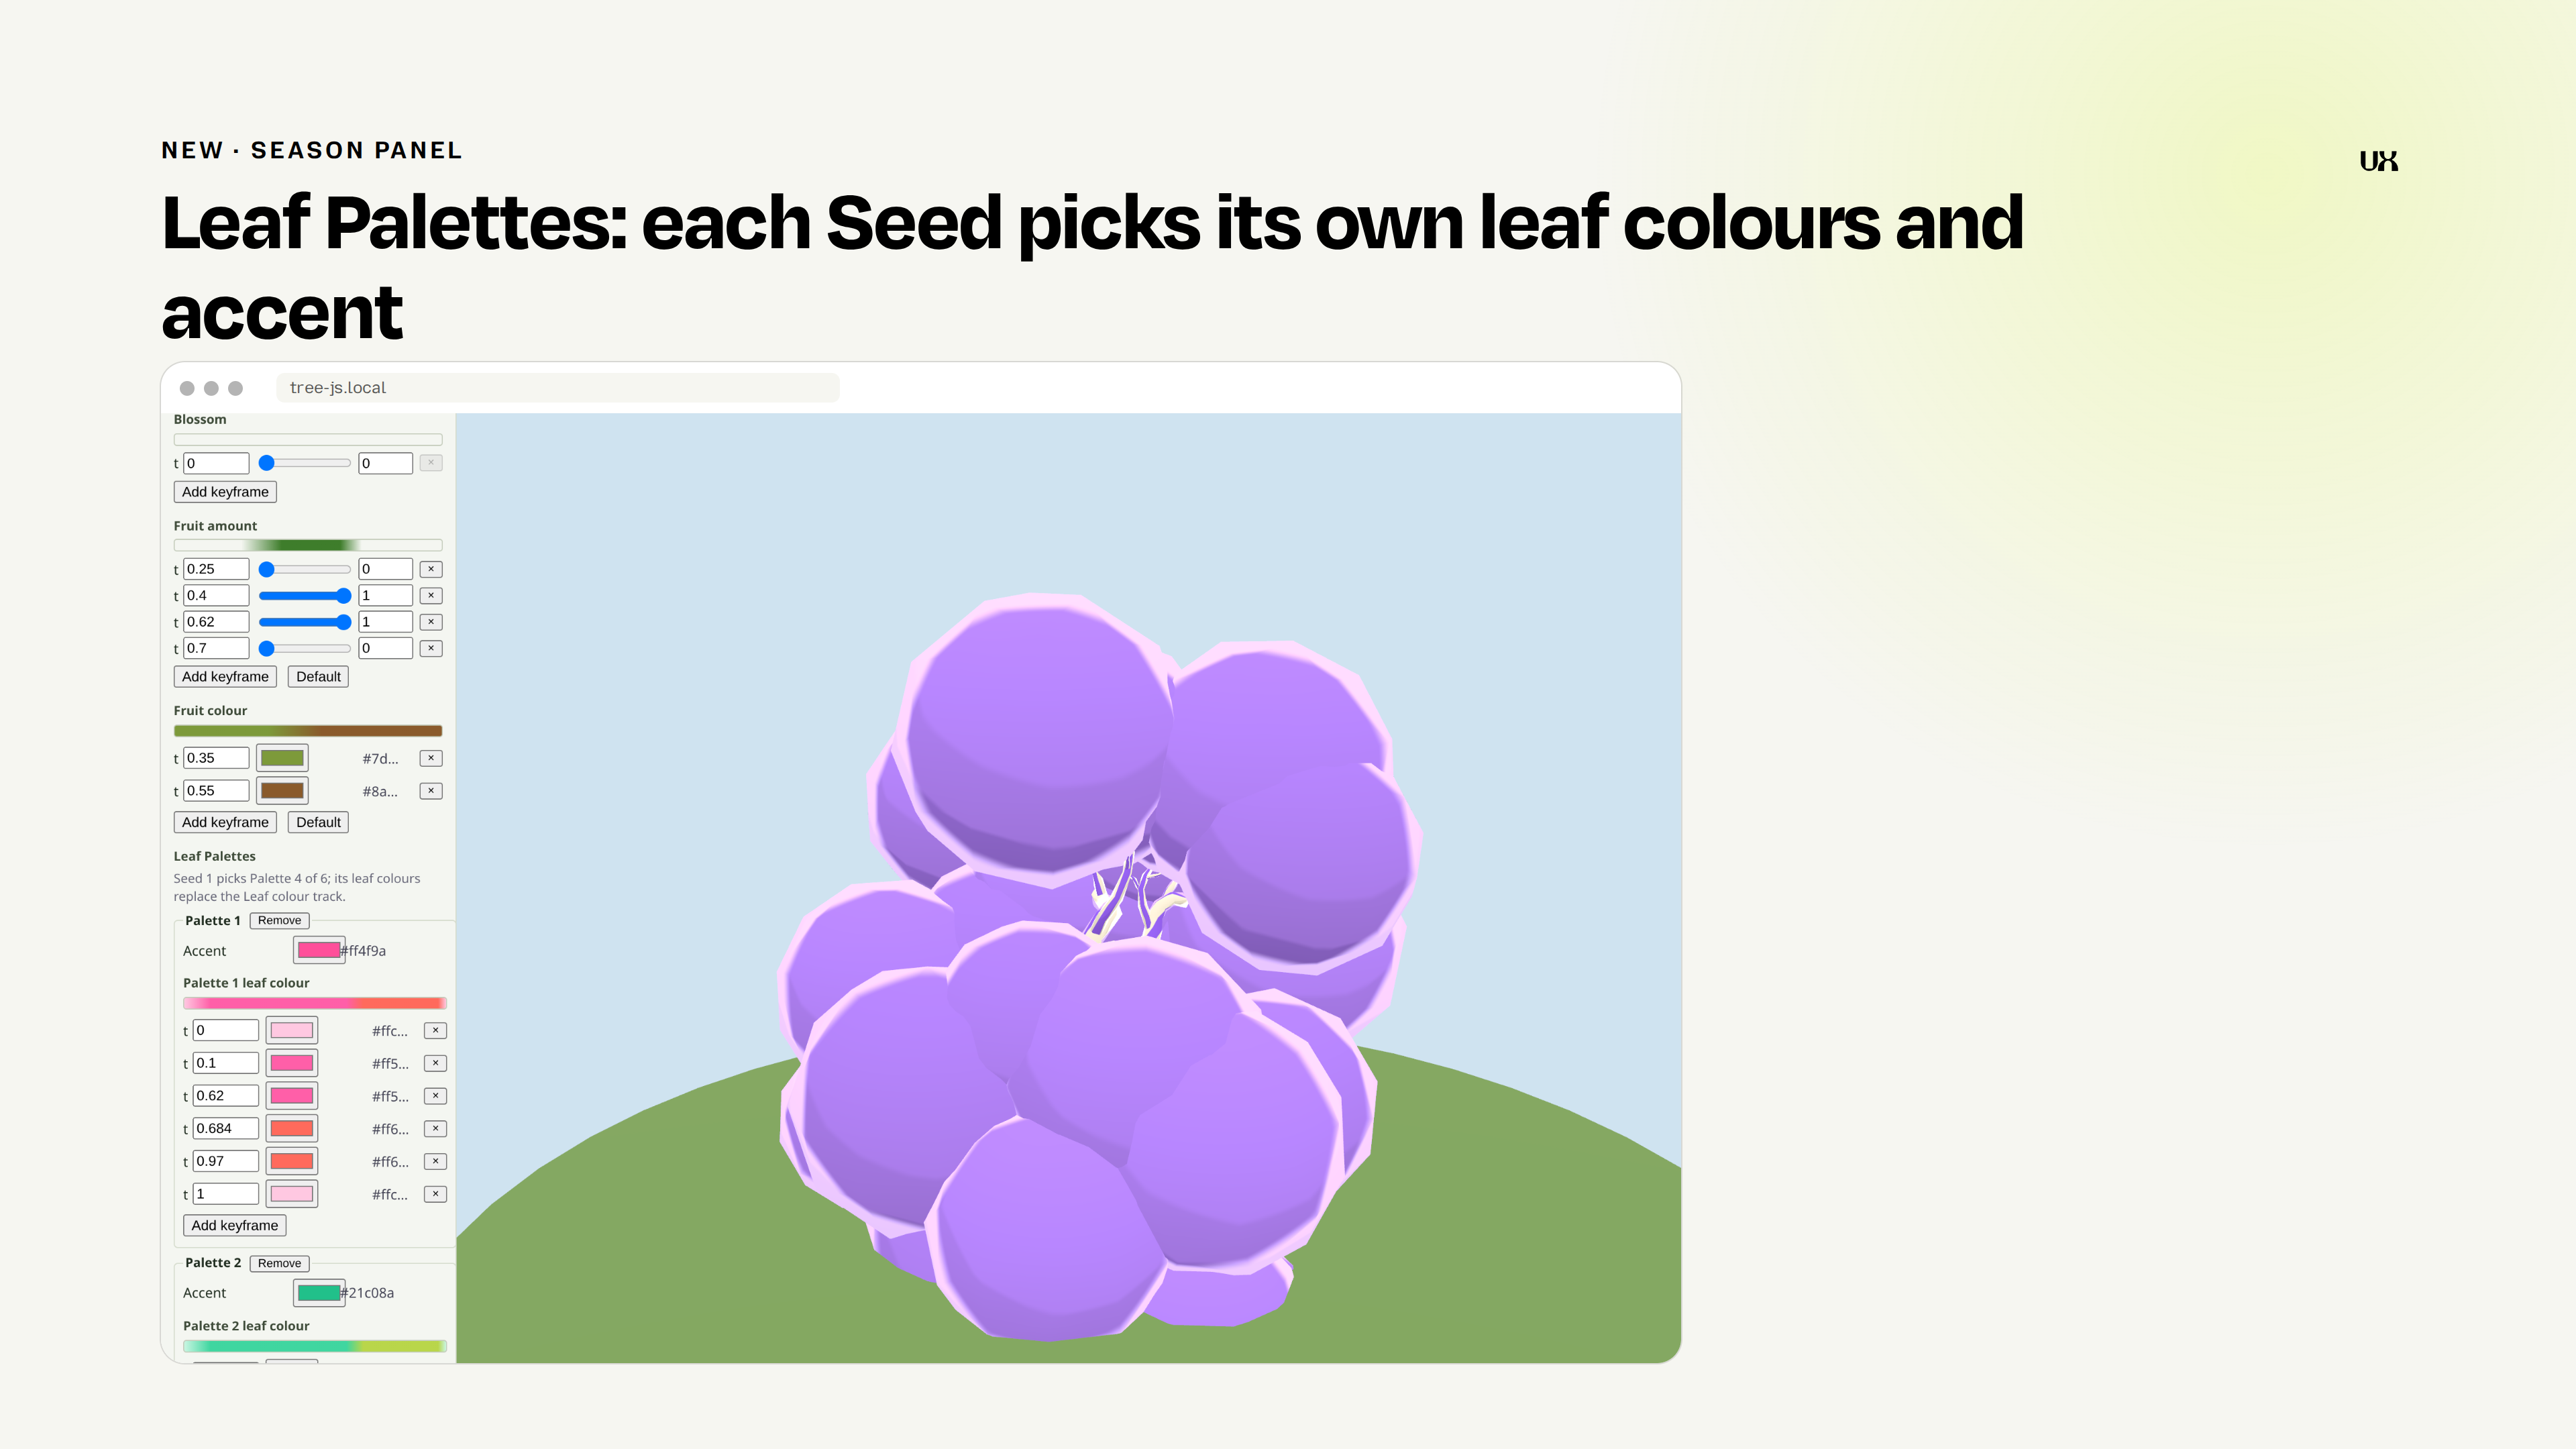 NEW · SEASON PANEL
UX
Leaf Palettes: each Seed picks its own leaf colours and
accent
tree-js.local
Blossom
t 0 0 ×
Add keyframe
Fruit amount
t 0.25 0 ×
t 0.4 1 ×
t 0.62 1 ×
t 0.7 0 ×
Add keyframe Default
Fruit colour
t 0.35 #7d... ×
t 0.55 #8a... ×
Add keyframe Default
Leaf Palettes
Seed 1 picks Palette 4 of 6; its leaf colours
replace the Leaf colour track.
Palette 1 Remove
Accent #ff4f9a
Palette 1 leaf colour
t 0 #ffc... ×
t 0.1 #ff5... ×
t 0.62 #ff5... ×
t 0.684 #ff6... ×
t 0.97 #ff6... ×
t 1 #ffc... ×
Add keyframe
Palette 2 Remove
Accent #21c08a
Palette 2 leaf colour